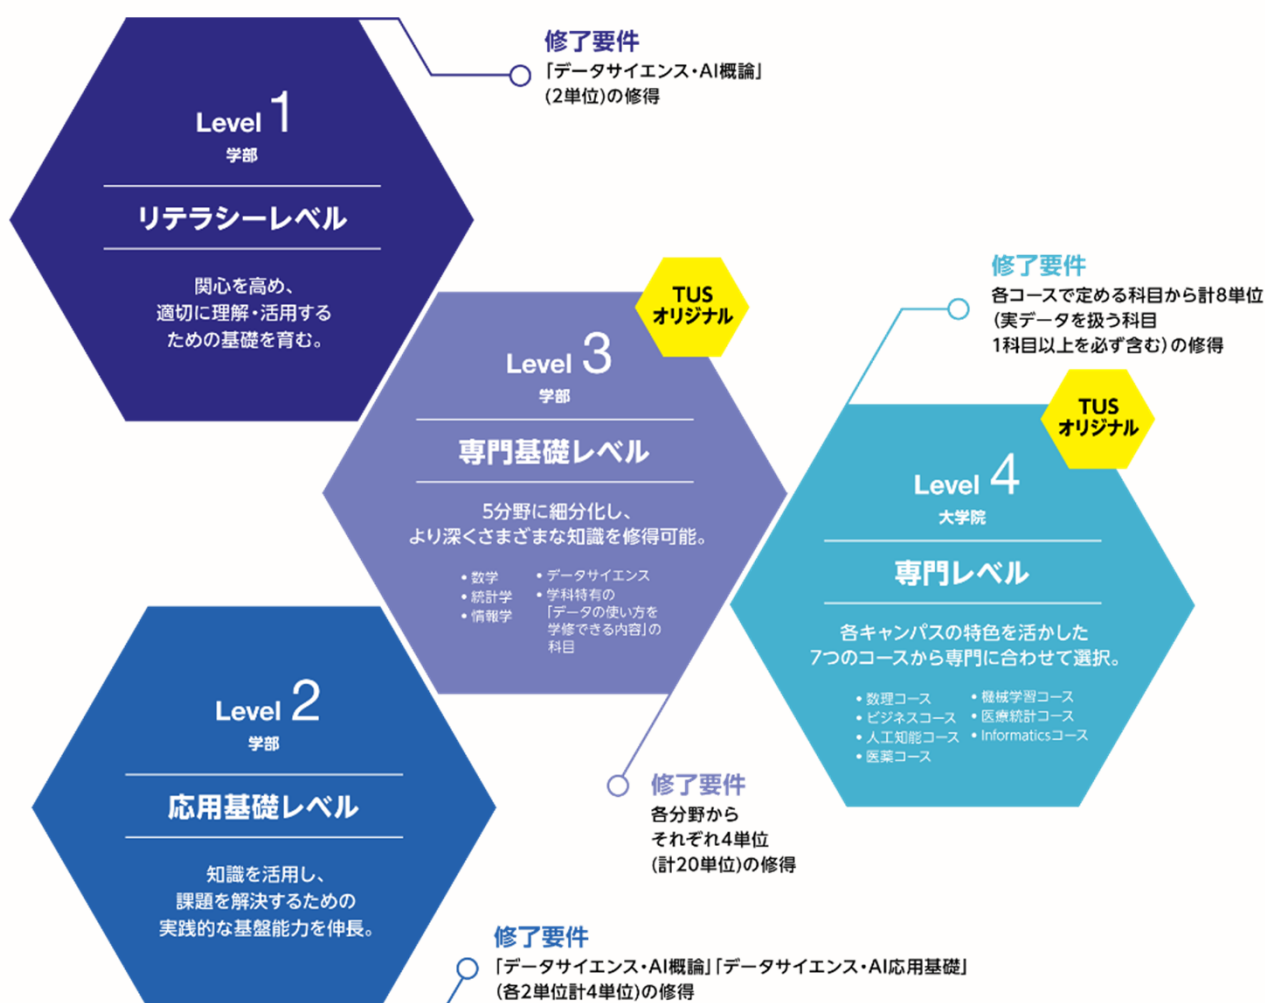 修了要件
「データサイエンス・AI概論」
(2単位)の修得
Level 1
学部
リテラシーレベル
関心を高め、
適切に理解・活用する
ための基礎を育む。
TUS
オリジナル
Level 3
学部
専門基礎レベル
5分野に細分化し、
より深くさまざまな知識を修得可能。
• 数学
• 統計学
• 情報学
• データサイエンス
• 学科特有の
「データの使い方を
学修できる内容」の
科目
修了要件
各分野から
それぞれ4単位
(計20単位)の修得
修了要件
各コースで定める科目から計8単位
(実データを扱う科目
1科目以上を必ず含む)の修得
TUS
オリジナル
Level 4
大学院
専門レベル
各キャンパスの特色を活かした
7つのコースから専門に合わせて選択。
• 数理コース
• ビジネスコース
• 人工知能コース
• 医薬コース
• 機械学習コース
• 医療統計コース
• Informaticsコース
Level 2
学部
応用基礎レベル
知識を活用し、
課題を解決するための
実践的な基盤能力を伸長。
修了要件
「データサイエンス・AI概論」「データサイエンス・AI応用基礎」
(各2単位計4単位)の修得